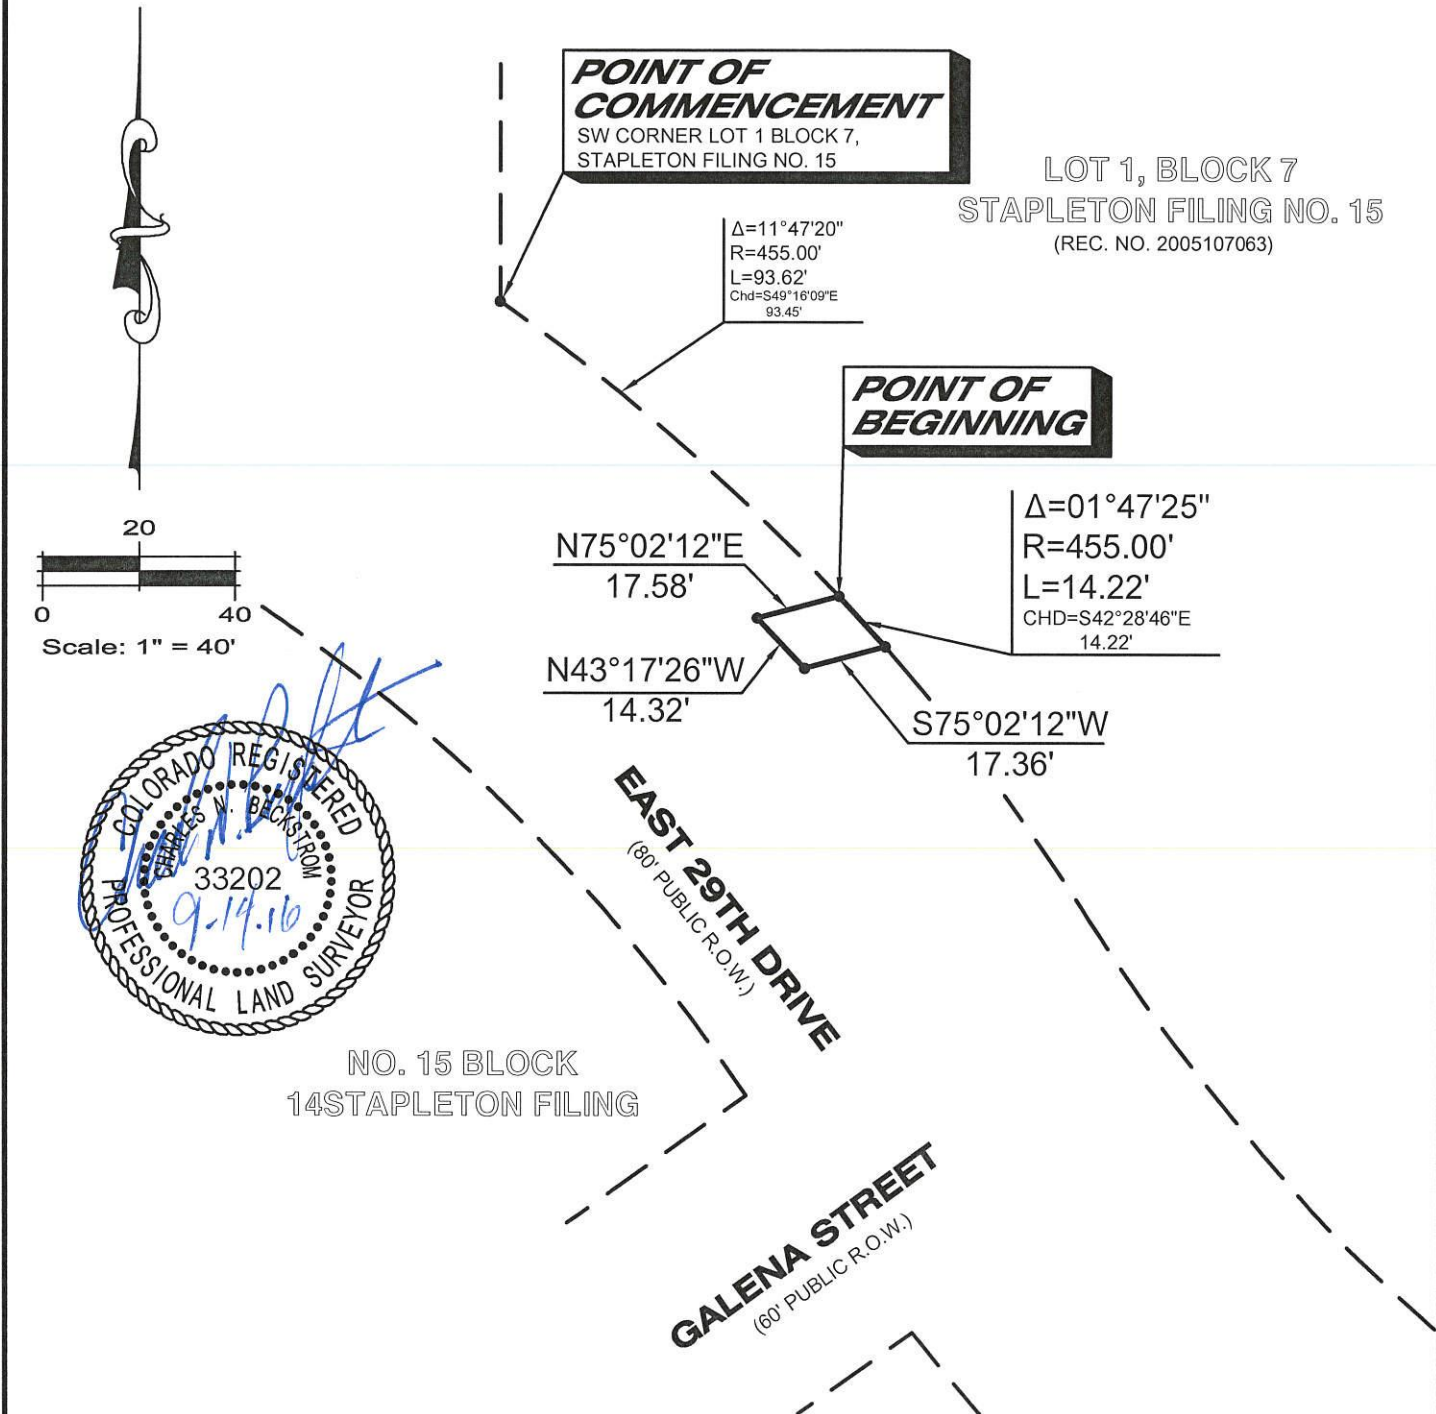 POINT OF
COMMENCEMENT
SW CORNER LOT 1 BLOCK 7,
STAPLETON FILING NO. 15
LOT 1, BLOCK 7
STAPLETON FILING NO. 15
(REC. NO. 2005107063)
Δ=11°47'20"
R=455.00'
L=93.62'
Chd=S49°16'09"E
93.45'
POINT OF
BEGINNING
Δ=01°47'25"
R=455.00'
L=14.22'
CHD=S42°28'46"E
14.22'
N75°02'12"E
17.58'
N43°17'26"W
14.32'
S75°02'12"W
17.36'
20
0
40
Scale: 1" = 40'
COLORADO REGISTERED
CHARLES N. BECKSTROM
33202
9.14.16
PROFESSIONAL LAND SURVEYOR
EAST 29TH DRIVE
(80' PUBLIC R.O.W.)
NO. 15 BLOCK
14STAPLETON FILING
GALENA STREET
(60' PUBLIC R.O.W.)